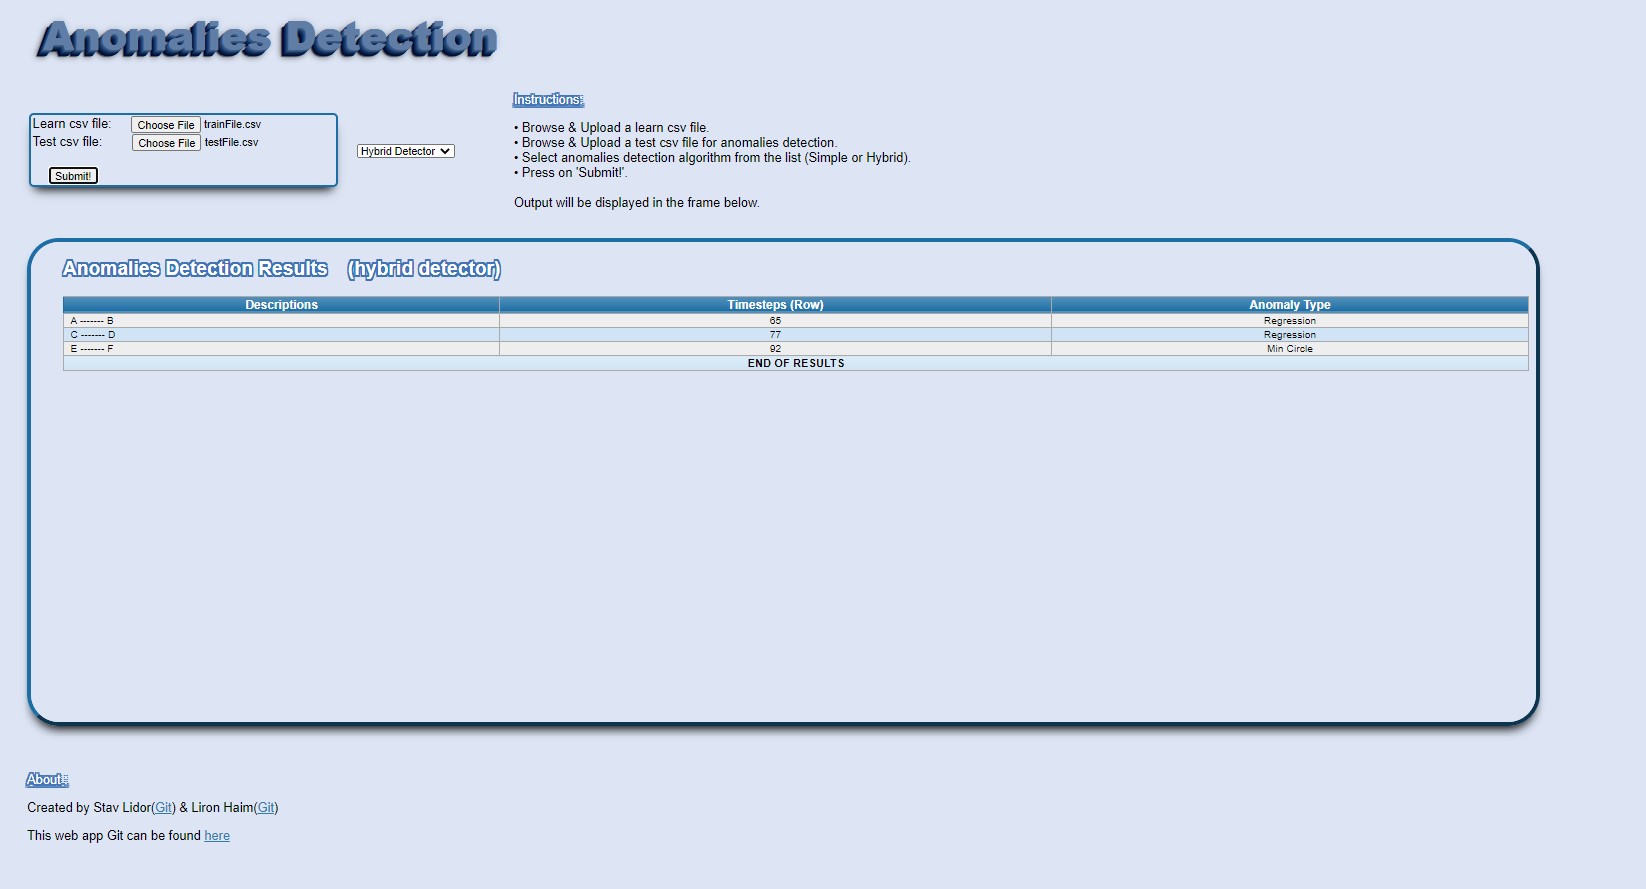 Anomalies Detection
Learn csv file: Choose File trainFile.csv
Test csv file: Choose File testFile.csv
Submit!
Hybrid Detector
Instructions:
• Browse & Upload a learn csv file.
• Browse & Upload a test csv file for anomalies detection.
• Select anomalies detection algorithm from the list (Simple or Hybrid).
• Press on 'Submit!'.
Output will be displayed in the frame below.
Anomalies Detection Results (hybrid detector)
Descriptions Timesteps (Row) Anomaly Type
A ------- B 65 Regression
C ------- D 77 Regression
E ------- F 92 Min Circle
END OF RESULTS
About:
Created by Stav Lidor(Git) & Liron Haim(Git)
This web app Git can be found here